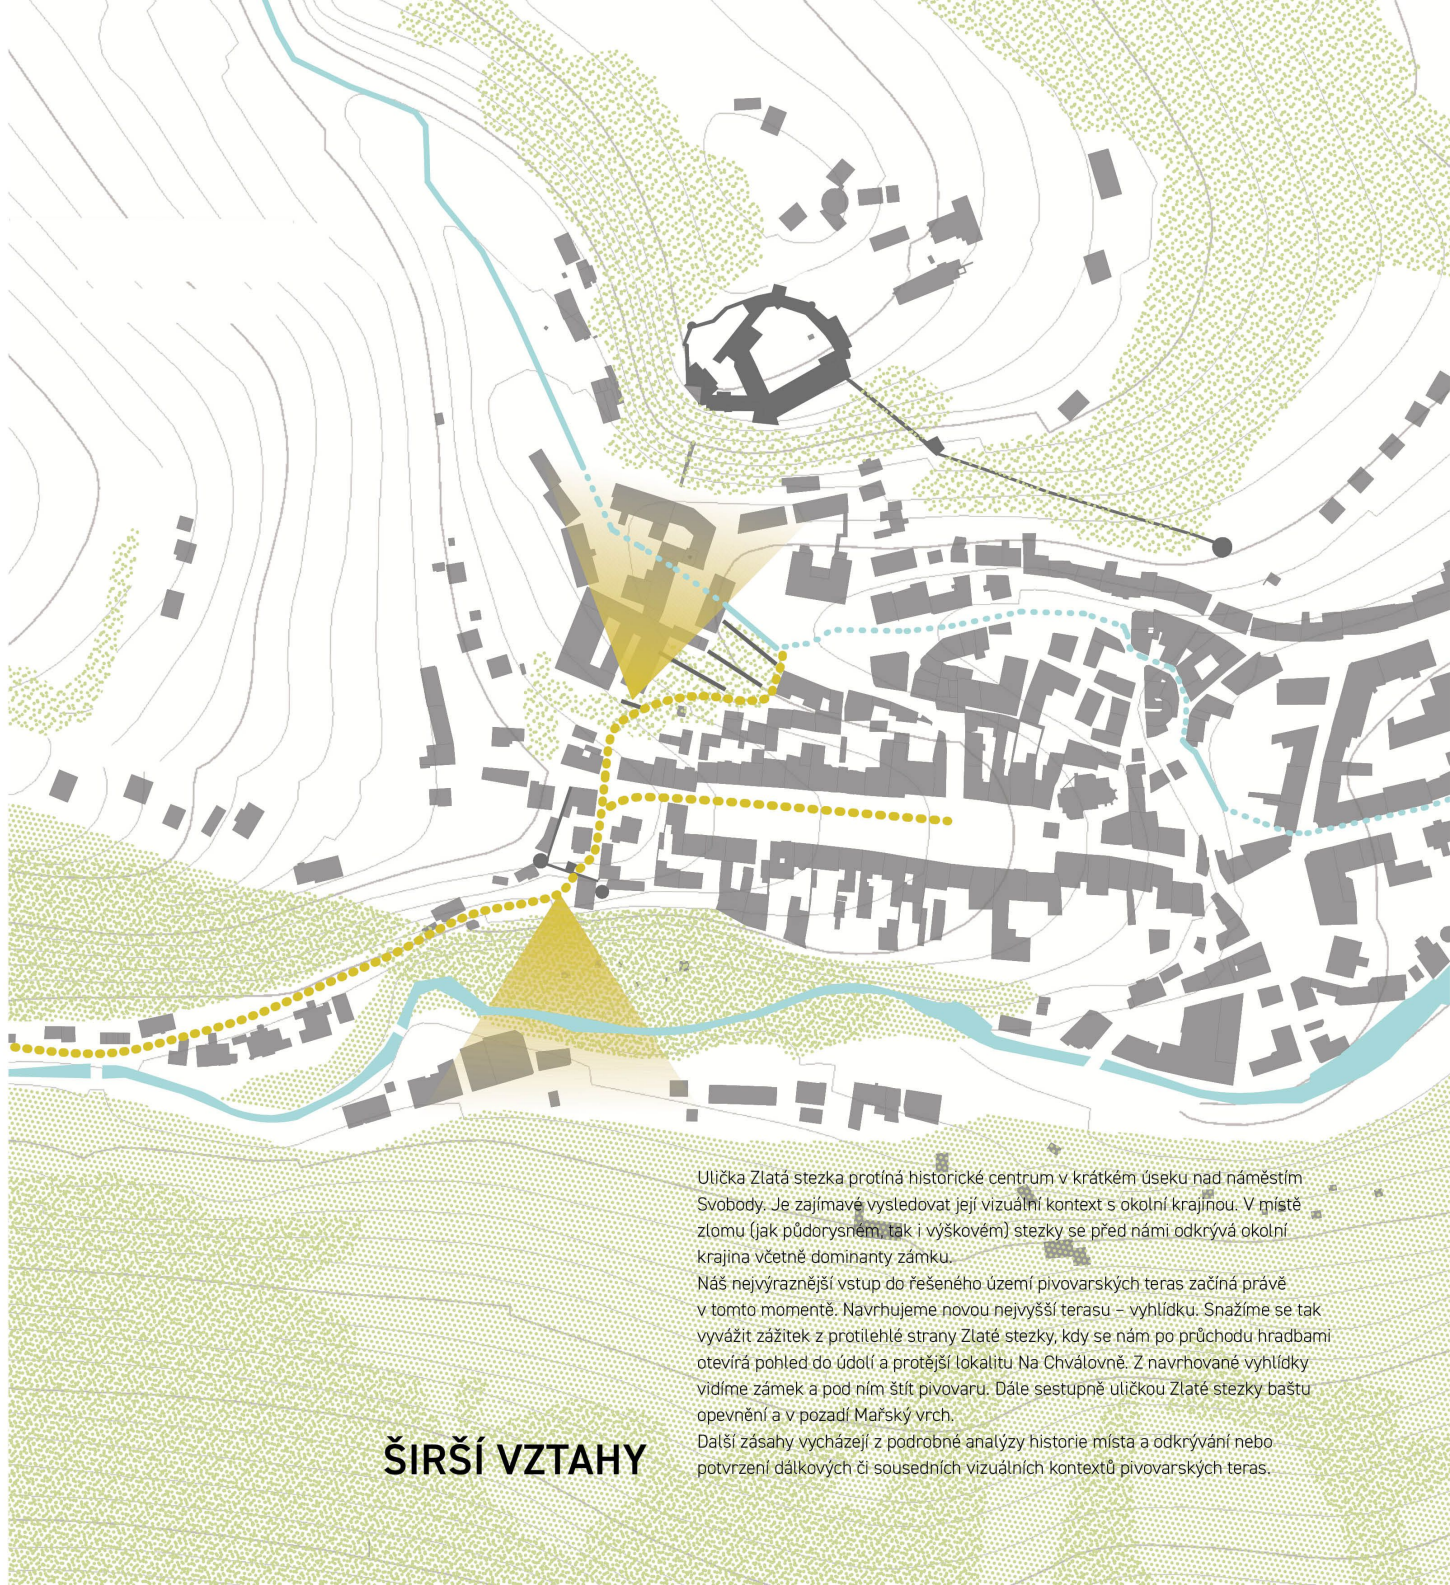 Ulička Zlatá stezka protíná historické centrum v krátkém úseku nad náměstím
Svobody. Je zajímavé vysledovat její vizuální kontext s okolní krajinou. V místě
zlomu (jak půdorysném, tak i výškovém) stezky se před námi odkrývá okolní
krajina včetně dominanty zámku.
Náš nejvýraznější vstup do řešeného území pivovarských teras začíná právě
v tomto momentě. Navrhujeme novou nejvyšší terasu – vyhlídku. Snažíme se tak
vyvážit zážitek z protilehlé strany Zlaté stezky, kdy se nám po průchodu hradbami
otevírá pohled do údolí a protější lokalitu Na Chválovně. Z navrhované vyhlídky
vidíme zámek a pod ním štít pivovaru. Dále sestupně uličkou Zlaté stezky baštu
opevnění a v pozadí Mařský vrch.
Další zásahy vycházejí z podrobné analýzy historie místa a odkrývání nebo
potvrzení dálkových či sousedních vizuálních kontextů pivovarských teras.
ŠIRŠÍ VZTAHY